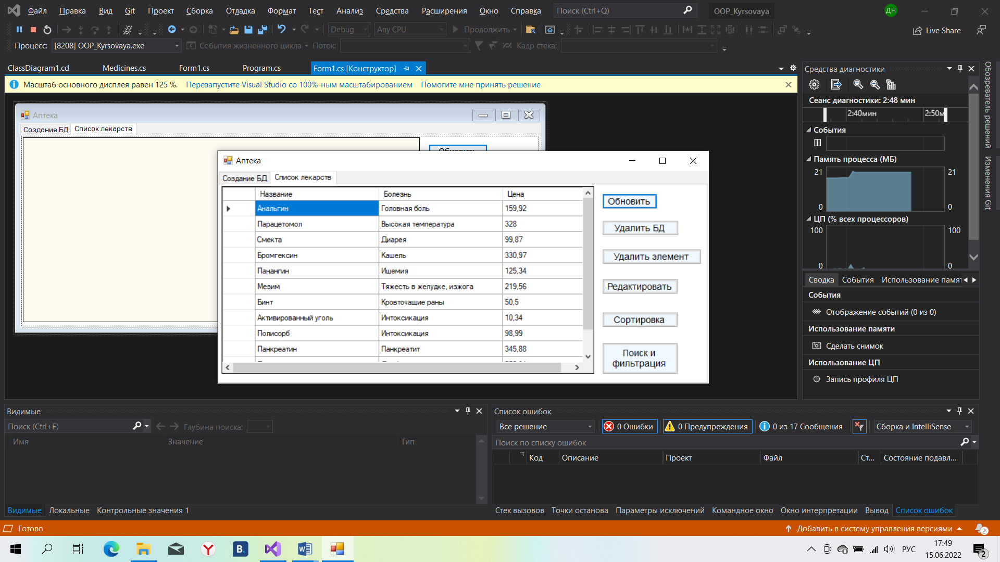 Файл Правка Вид Git Проект Сборка Отладка Формат Тест Анализ Средства Расширения Окно Справка Поиск (Ctrl+Q) OOP_Kyrsovaya ДН
Debug Any CPU Продолжить Live Share
Процесс: [8208] OOP_Kyrsovaya.exe События жизненного цикла Поток: Кадр стека:
ClassDiagram1.cd Medicines.cs Form1.cs Program.cs Form1.cs [Конструктор]
Масштаб основного дисплея равен 125 %. Перезапустите Visual Studio со 100%-ным масштабированием Помогите мне принять решение
Аптека
Создание БД Список лекарств
Обновить
Аптека
Создание БД Список лекарств
Название Болезнь Цена
Анальгин Головная боль 159,92
Парацетомол Высокая температура 328
Смекта Диарея 99,87
Бромгексин Кашель 330,97
Панангин Ишемия 125,34
Мезим Тяжесть в желудке, изжога 219,56
Бинт Кровточащие раны 50,5
Активированный уголь Интоксикация 10,34
Полисорб Интоксикация 98,99
Панкреатин Панкреатит 345,88
Обновить
Удалить БД
Удалить элемент
Редактировать
Сортировка
Поиск и
фильтрация
Средства диагностики
Сеанс диагностики: 2:48 мин
2:40мин 2:50м
События
Память процесса (МБ)
21 21
0 0
ЦП (% всех процессоров)
100 100
0 0
Сводка События Использование памят
События
Отображение событий (0 из 0)
Использование памяти
Сделать снимок
Использование ЦП
Запись профиля ЦП
Обозреватель решений
Изменения Git
Видимые
Поиск (Ctrl+E) Глубина поиска:
Имя Значение Тип
Видимые Локальные Контрольные значения 1
Список ошибок
Все решение 0 Ошибки 0 Предупреждения 0 из 17 Сообщения Сборка и IntelliSense
Поиск по списку ошибок
Код Описание Проект Файл Ст... Состояние подавл...
Стек вызовов Точки останова Параметры исключений Командное окно Окно интерпретации Вывод Список ошибок
Готово Добавить в систему управления версиями 2
B.
РУС
17:49
15.06.2022
2